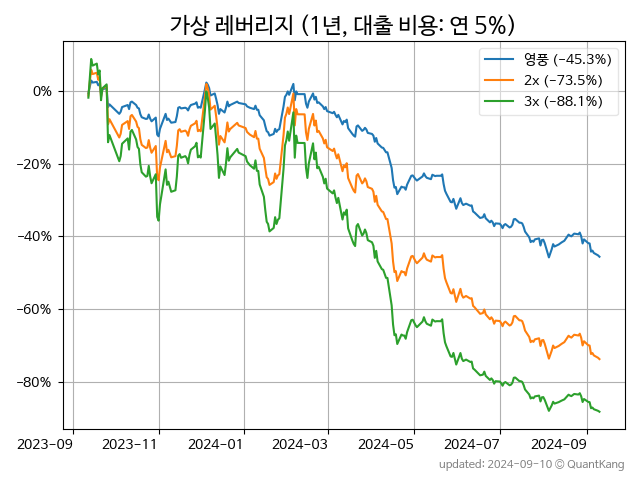 가상 레버리지 (1년, 대출 비용: 연 5%)
영풍 (−45.3%)
2x (−73.5%)
3x (−88.1%)
0%
−20%
−40%
−60%
−80%
2023-09 2023-11 2024-01 2024-03 2024-05 2024-07 2024-09
updated: 2024-09-10 © QuantKang